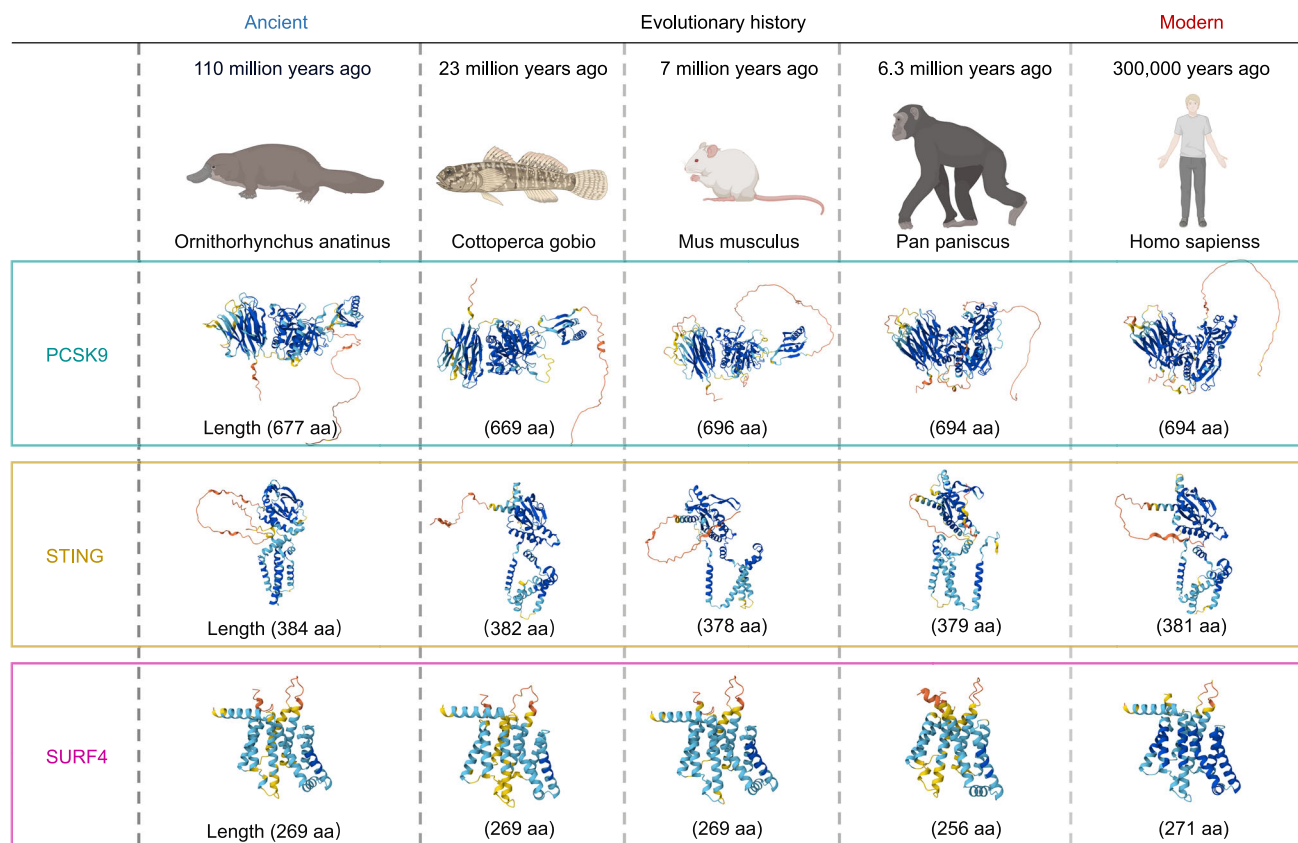 Ancient Evolutionary history Modern
110 million years ago 23 million years ago 7 million years ago 6.3 million years ago 300,000 years ago
Ornithorhynchus anatinus Cottoperca gobio Mus musculus Pan paniscus Homo sapienss
PCSK9
Length (677 aa) (669 aa) (696 aa) (694 aa) (694 aa)
STING
Length (384 aa) (382 aa) (378 aa) (379 aa) (381 aa)
SURF4
Length (269 aa) (269 aa) (269 aa) (256 aa) (271 aa)